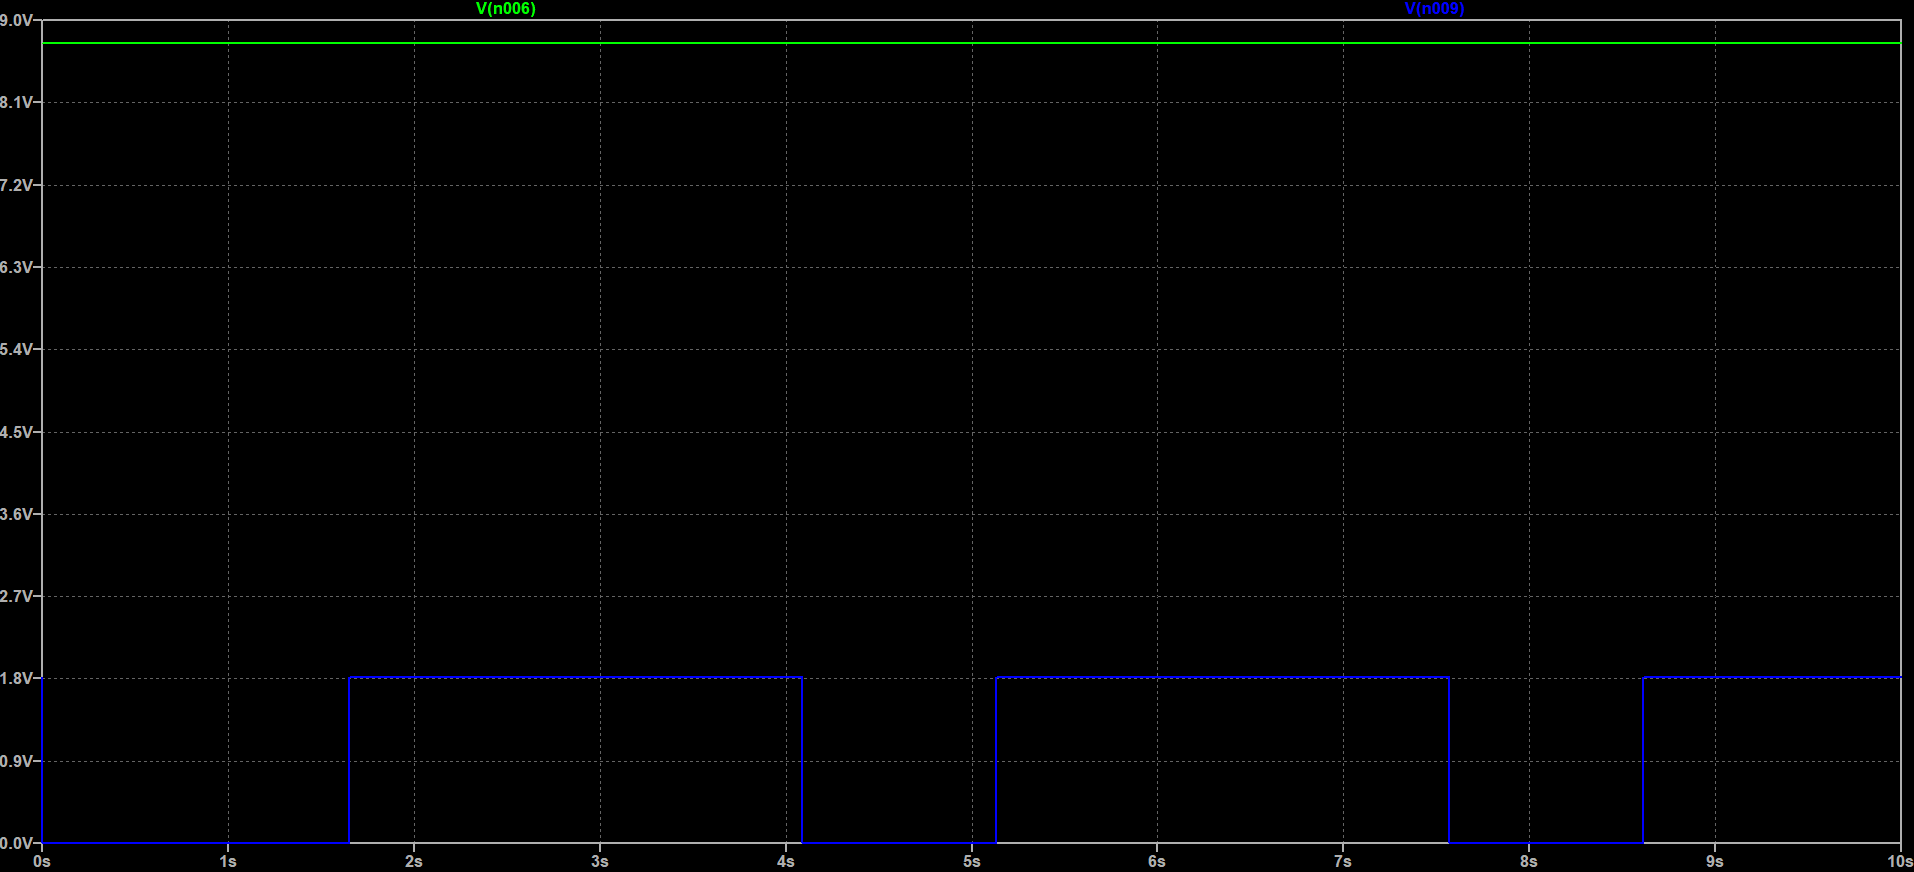 V(n006) V(n009)
9.0V
8.1V
7.2V
6.3V
5.4V
4.5V
3.6V
2.7V
1.8V
0.9V
0.0V
0s 1s 2s 3s 4s 5s 6s 7s 8s 9s 10s